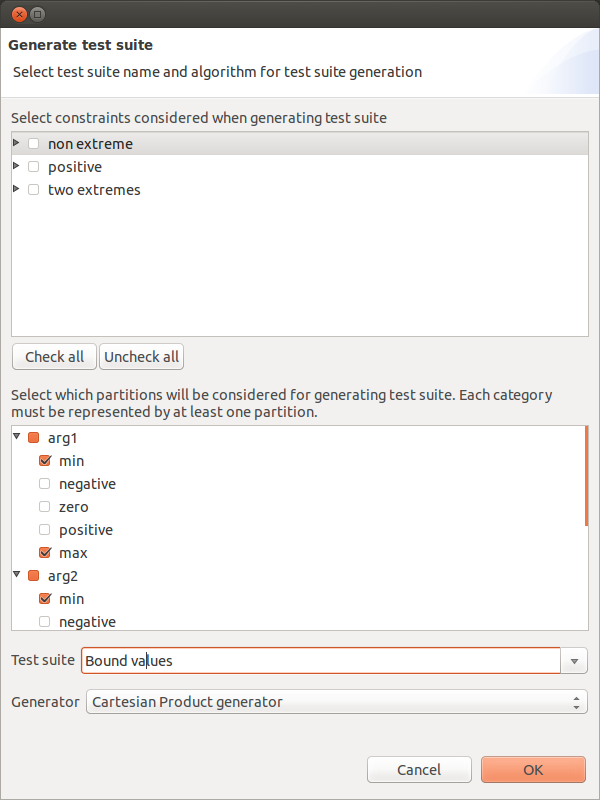 Generate test suite
Select test suite name and algorithm for test suite generation
Select constraints considered when generating test suite
non extreme
positive
two extremes
Check all
Uncheck all
Select which partitions will be considered for generating test suite. Each category
must be represented by at least one partition.
arg1
min
negative
zero
positive
max
arg2
min
negative
Test suite
Bound values
Generator
Cartesian Product generator
Cancel
OK